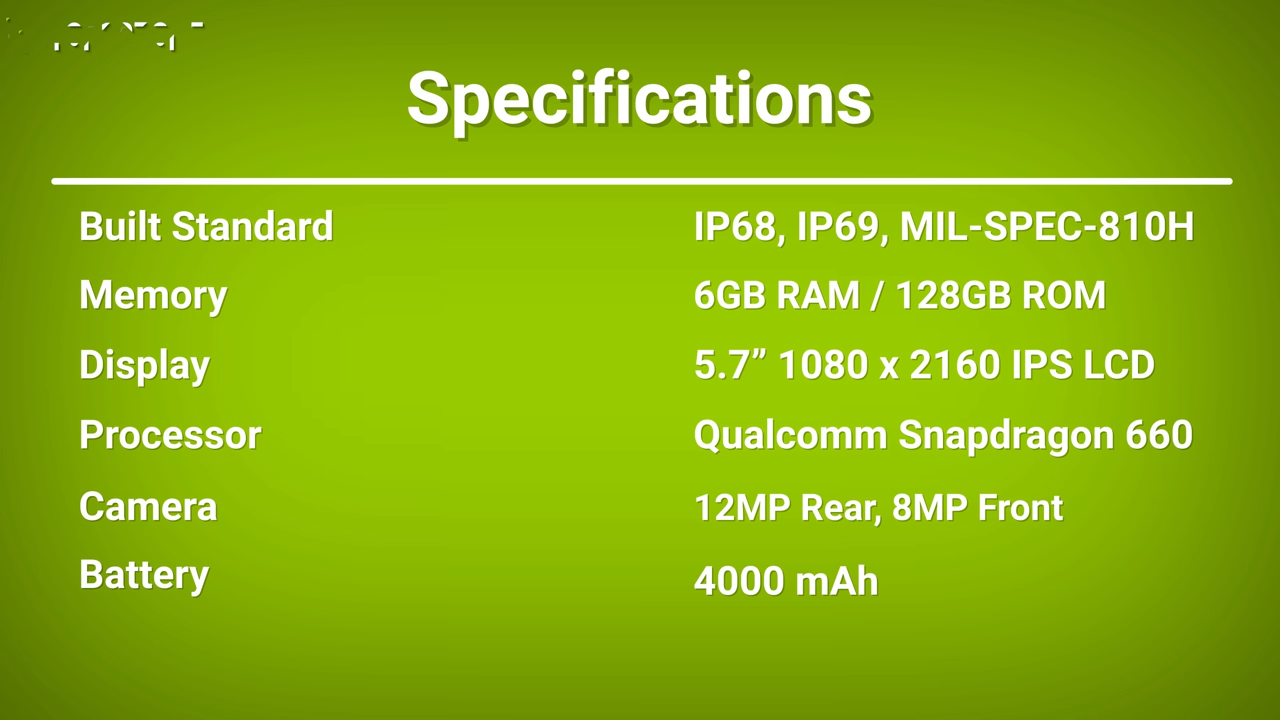 Specifications
Built Standard IP68, IP69, MIL-SPEC-810H
Memory 6GB RAM / 128GB ROM
Display 5.7” 1080 x 2160 IPS LCD
Processor Qualcomm Snapdragon 660
Camera 12MP Rear, 8MP Front
Battery 4000 mAh